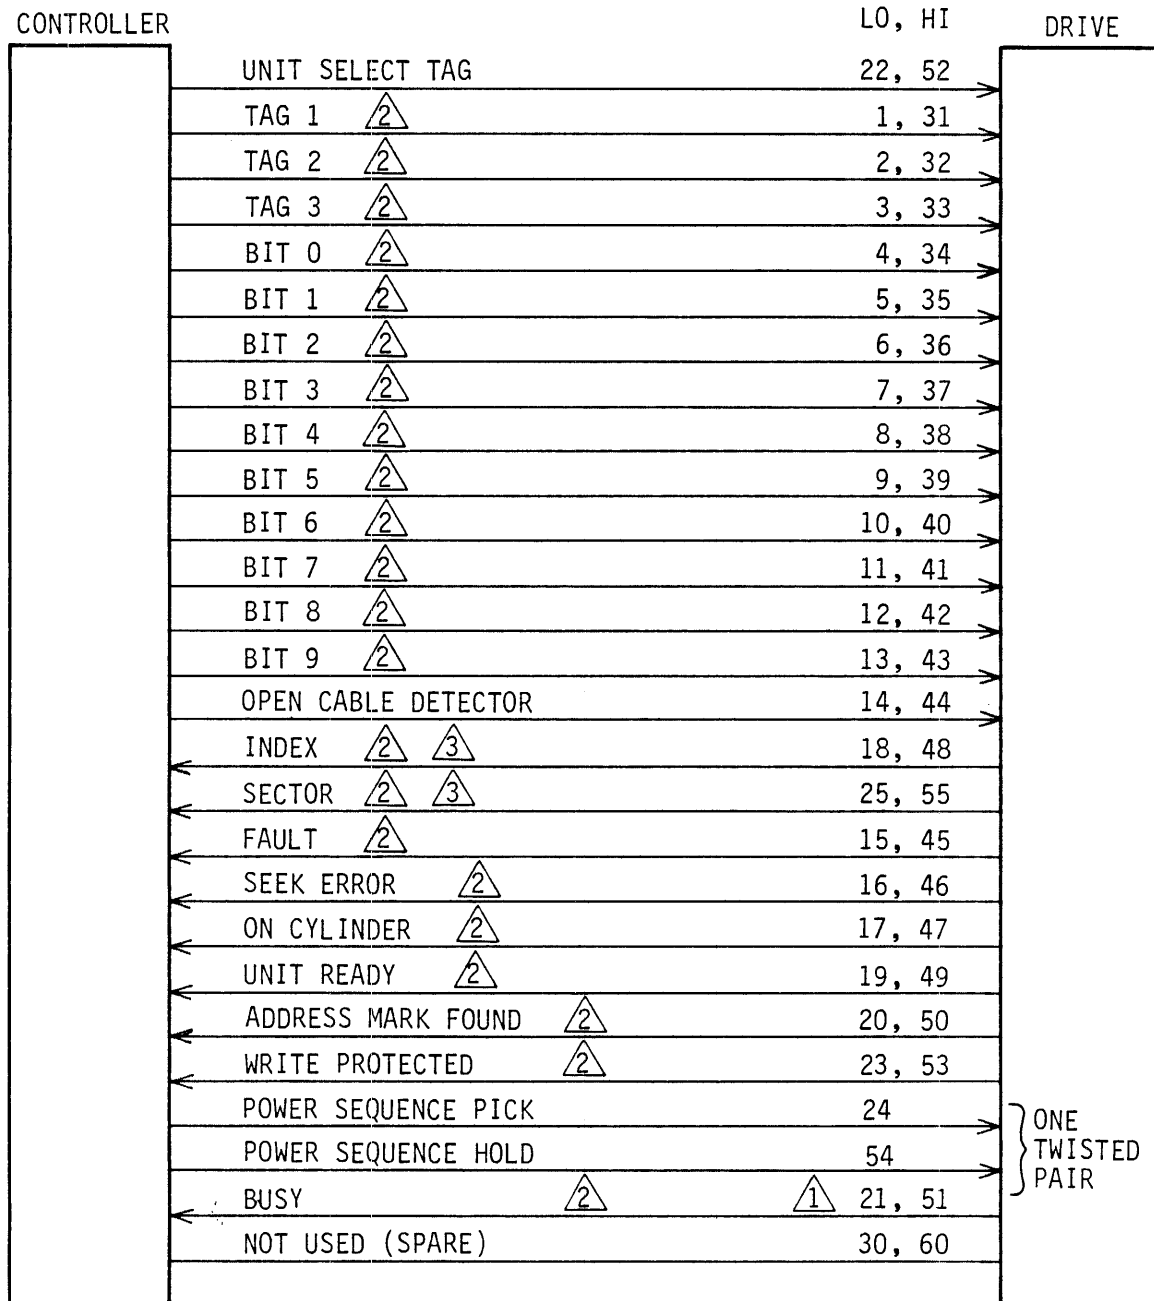 CONTROLLER LO, HI DRIVE
UNIT SELECT TAG 22, 52
TAG 1 2 1, 31
TAG 2 2 2, 32
TAG 3 2 3, 33
BIT 0 2 4, 34
BIT 1 2 5, 35
BIT 2 2 6, 36
BIT 3 2 7, 37
BIT 4 2 8, 38
BIT 5 2 9, 39
BIT 6 2 10, 40
BIT 7 2 11, 41
BIT 8 2 12, 42
BIT 9 2 13, 43
OPEN CABLE DETECTOR 14, 44
INDEX 2 3 18, 48
SECTOR 2 3 25, 55
FAULT 2 15, 45
SEEK ERROR 2 16, 46
ON CYLINDER 2 17, 47
UNIT READY 2 19, 49
ADDRESS MARK FOUND 2 20, 50
WRITE PROTECTED 2 23, 53
POWER SEQUENCE PICK 24
POWER SEQUENCE HOLD 54
ONE
TWISTED
PAIR
BUSY 2 1 21, 51
NOT USED (SPARE) 30, 60